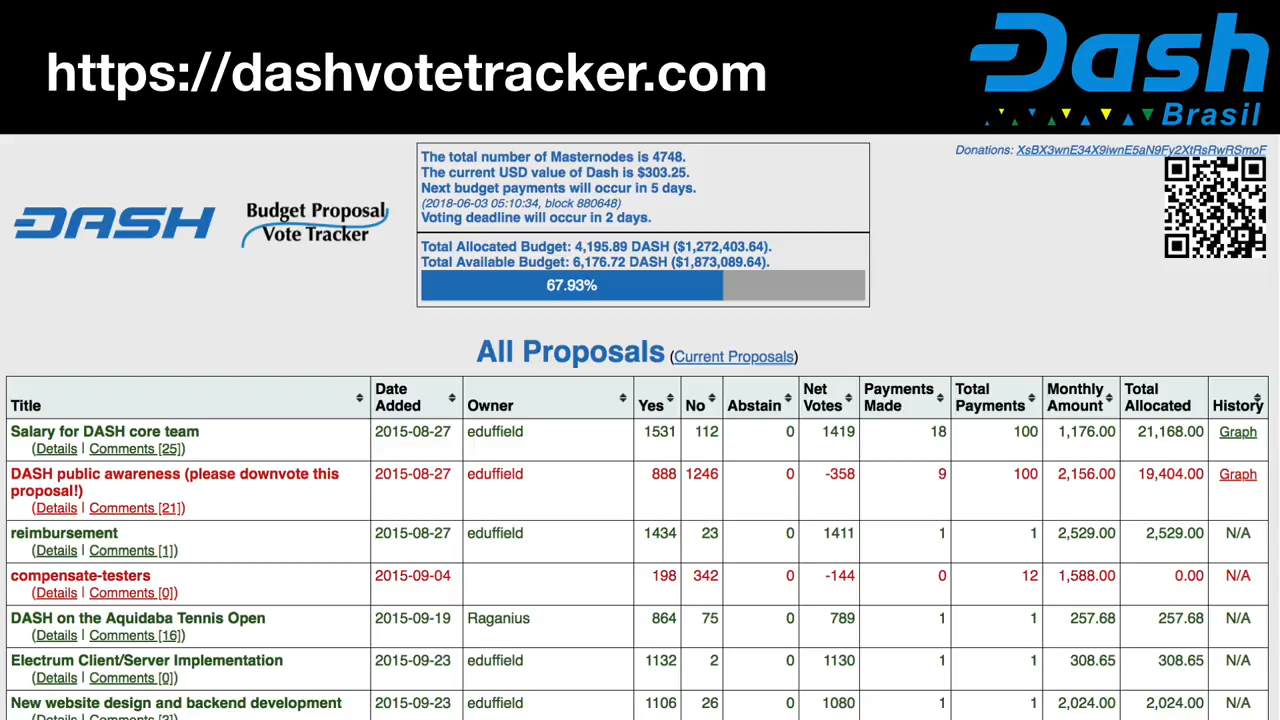 https://dashvotetracker.com
Dash
Brasil
Donations: XsBX3wnE34X9iwnE5aN9Fy2XtRsRwRSmoF
DASH
Budget Proposal
Vote Tracker
The total number of Masternodes is 4748.
The current USD value of Dash is $303.25.
Next budget payments will occur in 5 days.
(2018-06-03 05:10:34, block 880648)
Voting deadline will occur in 2 days.
Total Allocated Budget: 4,195.89 DASH ($1,272,403.64).
Total Available Budget: 6,176.72 DASH ($1,873,089.64).
67.93%
All Proposals (Current Proposals)
Title Date Added Owner Yes No Abstain Net Votes Payments Made Total Payments Monthly Amount Total Allocated History
Salary for DASH core team 2015-08-27 eduffield 1531 112 0 1419 18 100 1,176.00 21,168.00 Graph
(Details | Comments [25])
DASH public awareness (please downvote this 2015-08-27 eduffield 888 1246 0 -358 9 100 2,156.00 19,404.00 Graph
proposal!)
(Details | Comments [21])
reimbursement 2015-08-27 eduffield 1434 23 0 1411 1 1 2,529.00 2,529.00 N/A
(Details | Comments [1])
compensate-testers 2015-09-04 198 342 0 -144 0 12 1,588.00 0.00 N/A
(Details | Comments [0])
DASH on the Aquidaba Tennis Open 2015-09-19 Raganius 864 75 0 789 1 1 257.68 257.68 N/A
(Details | Comments [16])
Electrum Client/Server Implementation 2015-09-23 eduffield 1132 2 0 1130 1 1 308.65 308.65 N/A
(Details | Comments [0])
New website design and backend development 2015-09-23 eduffield 1106 26 0 1080 1 1 2,024.00 2,024.00 N/A
(Details | Comments